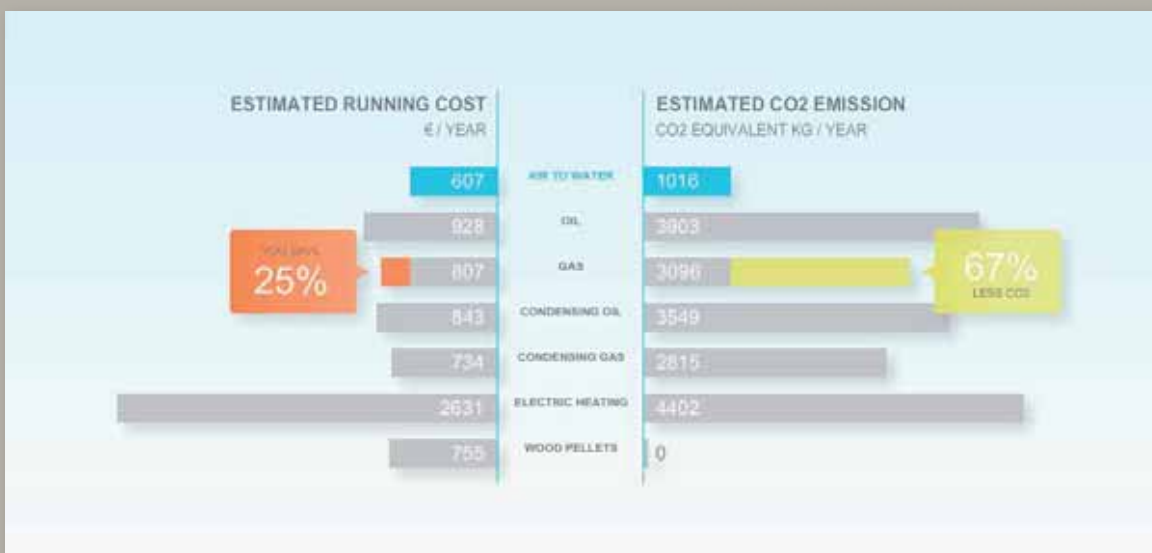 ESTIMATED RUNNING COST
€ / YEAR
ESTIMATED CO2 EMISSION
CO2 EQUIVALENT KG / YEAR
607 AIR TO WATER 1016
928 OIL 3903
YOU SAVE
25%
807 GAS 3096
67%
LESS CO2
843 CONDENSING OIL 3549
734 CONDENSING GAS 2815
2631 ELECTRIC HEATING 4402
755 WOOD PELLETS 0